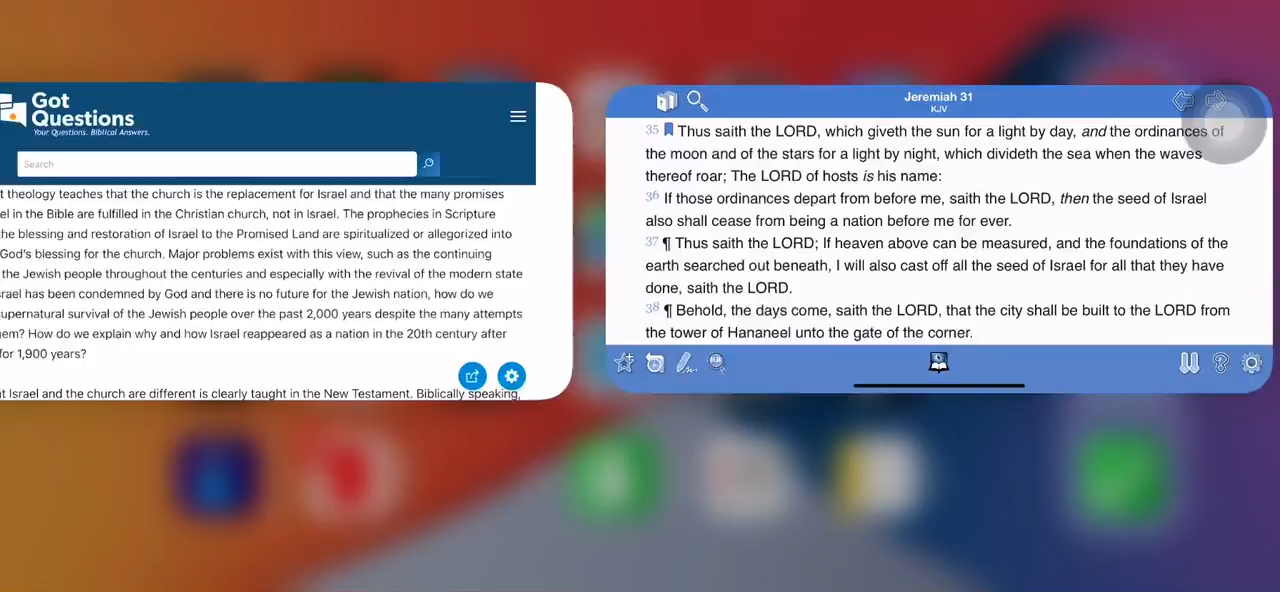 Got
Questions
Your Questions. Biblical Answers.
Search
t theology teaches that the church is the replacement for Israel and that the many promises
el in the Bible are fulfilled in the Christian church, not in Israel. The prophecies in Scripture
the blessing and restoration of Israel to the Promised Land are spiritualized or allegorized into
God's blessing for the church. Major problems exist with this view, such as the continuing
the Jewish people throughout the centuries and especially with the revival of the modern state
rael has been condemned by God and there is no future for the Jewish nation, how do we
upernatural survival of the Jewish people over the past 2,000 years despite the many attempts
em? How do we explain why and how Israel reappeared as a nation in the 20th century after
for 1,900 years?
t Israel and the church are different is clearly taught in the New Testament. Biblically speaking,
Jeremiah 31
KJV
35 Thus saith the LORD, which giveth the sun for a light by day, and the ordinances of
the moon and of the stars for a light by night, which divideth the sea when the waves
thereof roar; The LORD of hosts is his name:
36 If those ordinances depart from before me, saith the LORD, then the seed of Israel
also shall cease from being a nation before me for ever.
37 ¶ Thus saith the LORD; If heaven above can be measured, and the foundations of the
earth searched out beneath, I will also cast off all the seed of Israel for all that they have
done, saith the LORD.
38 ¶ Behold, the days come, saith the LORD, that the city shall be built to the LORD from
the tower of Hananeel unto the gate of the corner.